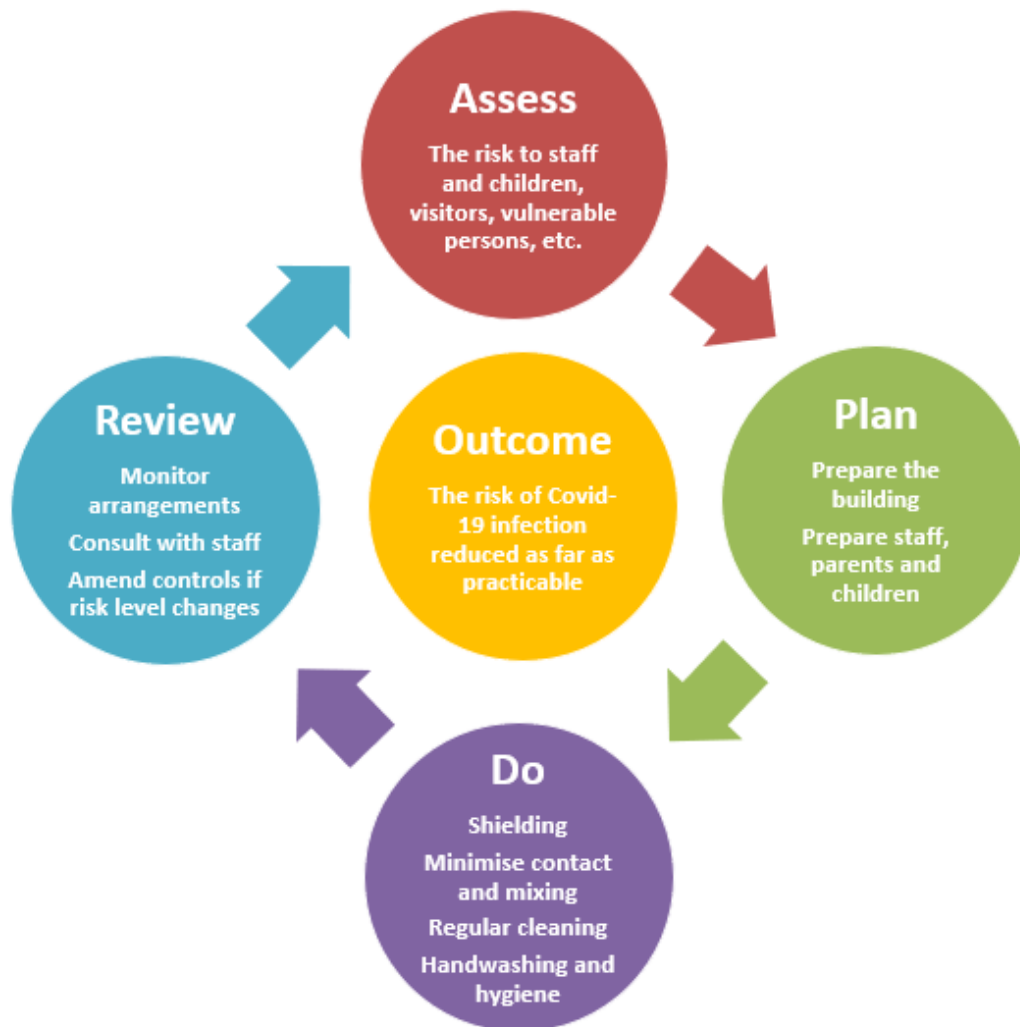 Assess
The risk to staff
and children,
visitors, vulnerable
persons, etc.
Plan
Prepare the
building
Prepare staff,
parents and
children
Do
Shielding
Minimise contact
and mixing
Regular cleaning
Handwashing and
hygiene
Review
Monitor
arrangements
Consult with staff
Amend controls if
risk level changes
Outcome
The risk of Covid-
19 infection
reduced as far as
practicable